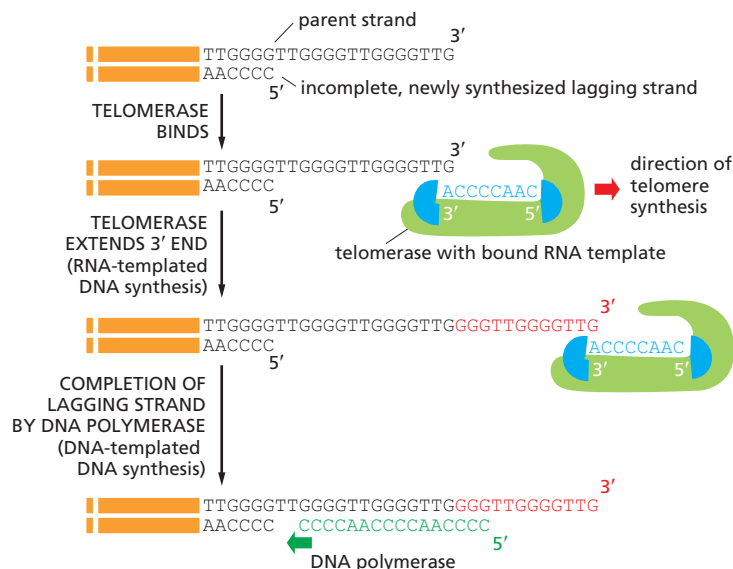 parent strand
3′
TTGGGGTTGGGGTTGGGGTTG
AACCCC
5′
incomplete, newly synthesized lagging strand
TELOMERASE
BINDS
3′
TTGGGGTTGGGGTTGGGGTTG
AACCCC
5′
ACCCCAAC
3′ 5′
direction of
telomere
synthesis
telomerase with bound RNA template
TELOMERASE
EXTENDS 3′ END
(RNA-templated
DNA synthesis)
3′
TTGGGGTTGGGGTTGGGGTTGGGGTTGGGGTTG
AACCCC
5′
ACCCCAAC
3′ 5′
COMPLETION OF
LAGGING STRAND
BY DNA POLYMERASE
(DNA-templated
DNA synthesis)
3′
TTGGGGTTGGGGTTGGGGTTGGGGTTGGGGTTG
AACCCC CCCCAACCCCAACCCC
5′
DNA polymerase